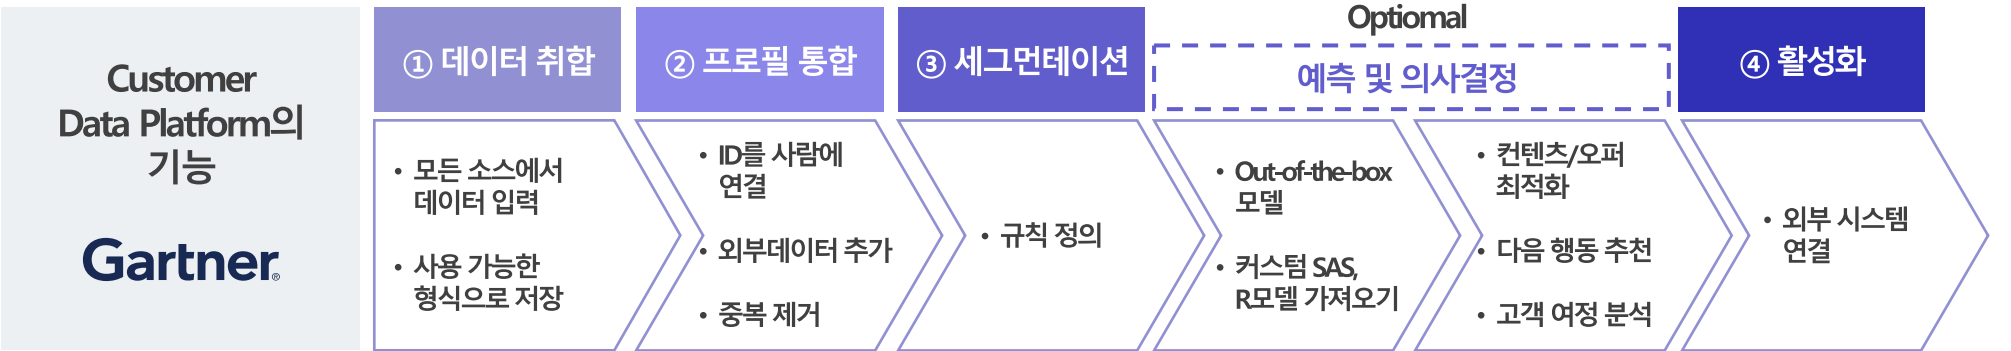 Customer
Data Platform의
기능
Gartner®
① 데이터 취합
② 프로필 통합
③ 세그먼테이션
Optiomal
예측 및 의사결정
④ 활성화
• 모든 소스에서
데이터 입력
• 사용 가능한
형식으로 저장
• ID를 사람에
연결
• 외부데이터 추가
• 중복 제거
• 규칙 정의
• Out-of-the-box
모델
• 커스텀 SAS,
R모델 가져오기
• 컨텐츠/오퍼
최적화
• 다음 행동 추천
• 고객 여정 분석
• 외부 시스템
연결